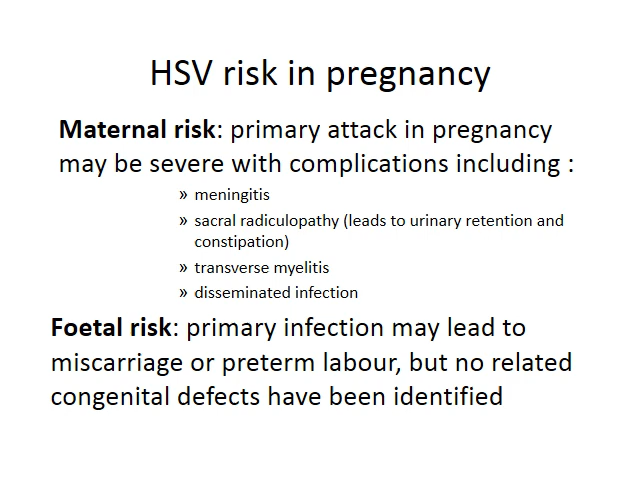 HSV risk in pregnancy
Maternal risk: primary attack in pregnancy
may be severe with complications including :
» meningitis
» sacral radiculopathy (leads to urinary retention and
constipation)
» transverse myelitis
» disseminated infection
Foetal risk: primary infection may lead to
miscarriage or preterm labour, but no related
congenital defects have been identified